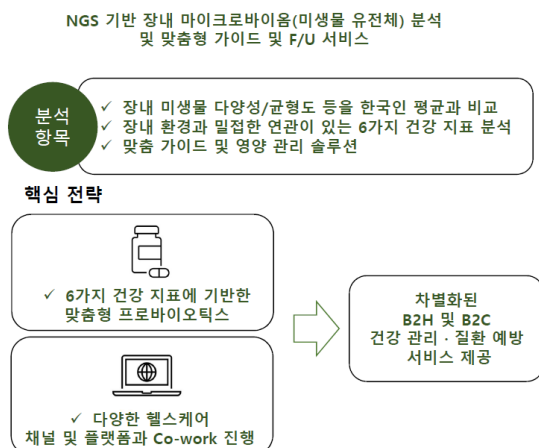 NGS 기반 장내 마이크로바이옴(미생물 유전체) 분석
및 맞춤형 가이드 및 F/U 서비스
분석
항목
✓ 장내 미생물 다양성/균형도 등을 한국인 평균과 비교
✓ 장내 환경과 밀접한 연관이 있는 6가지 건강 지표 분석
✓ 맞춤 가이드 및 영양 관리 솔루션
핵심 전략
✓ 6가지 건강 지표에 기반한
맞춤형 프로바이오틱스
✓ 다양한 헬스케어
채널 및 플랫폼과 Co-work 진행
차별화된
B2H 및 B2C
건강 관리 · 질환 예방
서비스 제공